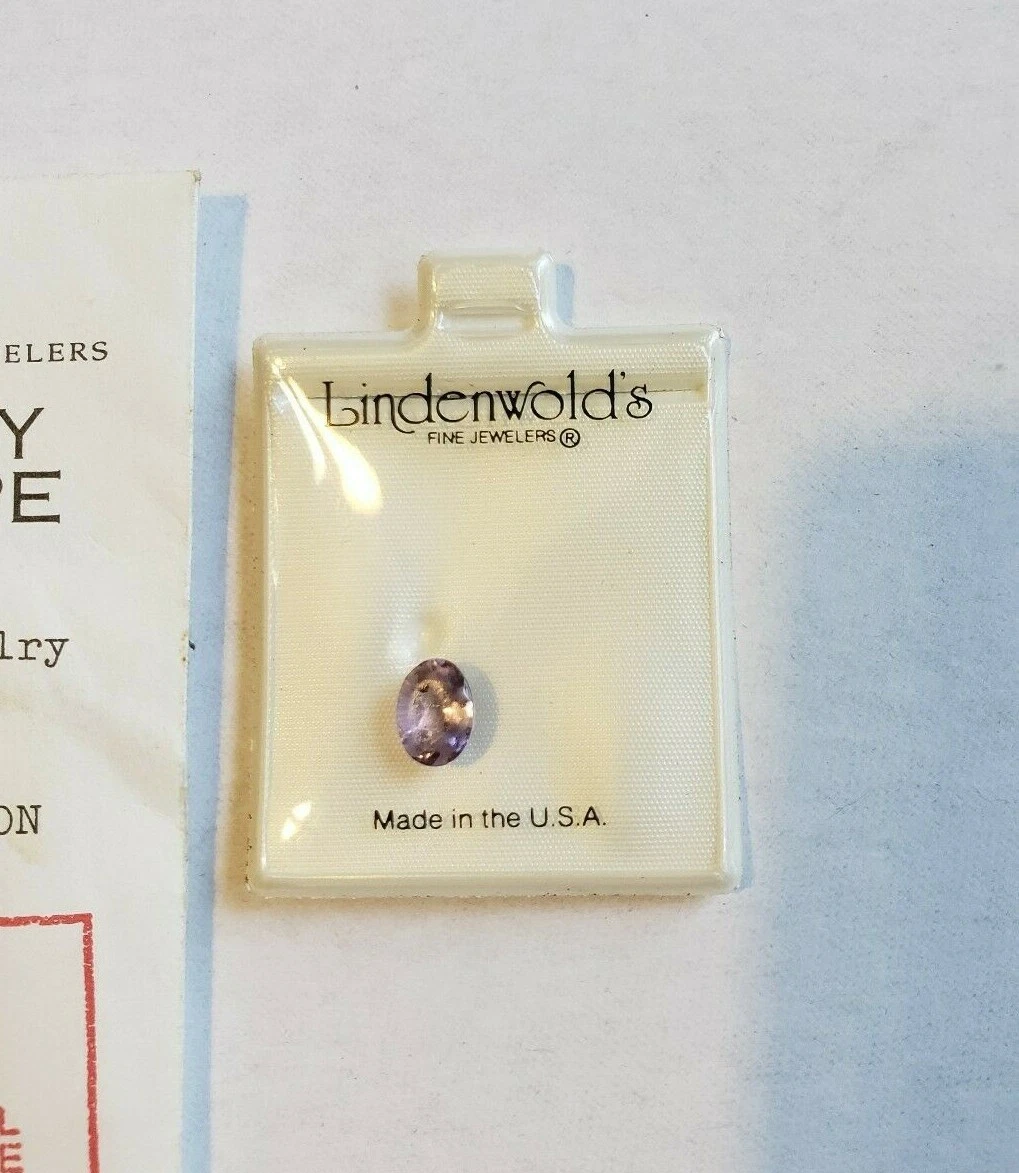 ELERS
Y
PE
lry
ON
Lindenwold's
FINE JEWELERS®
Made in the U.S.A.